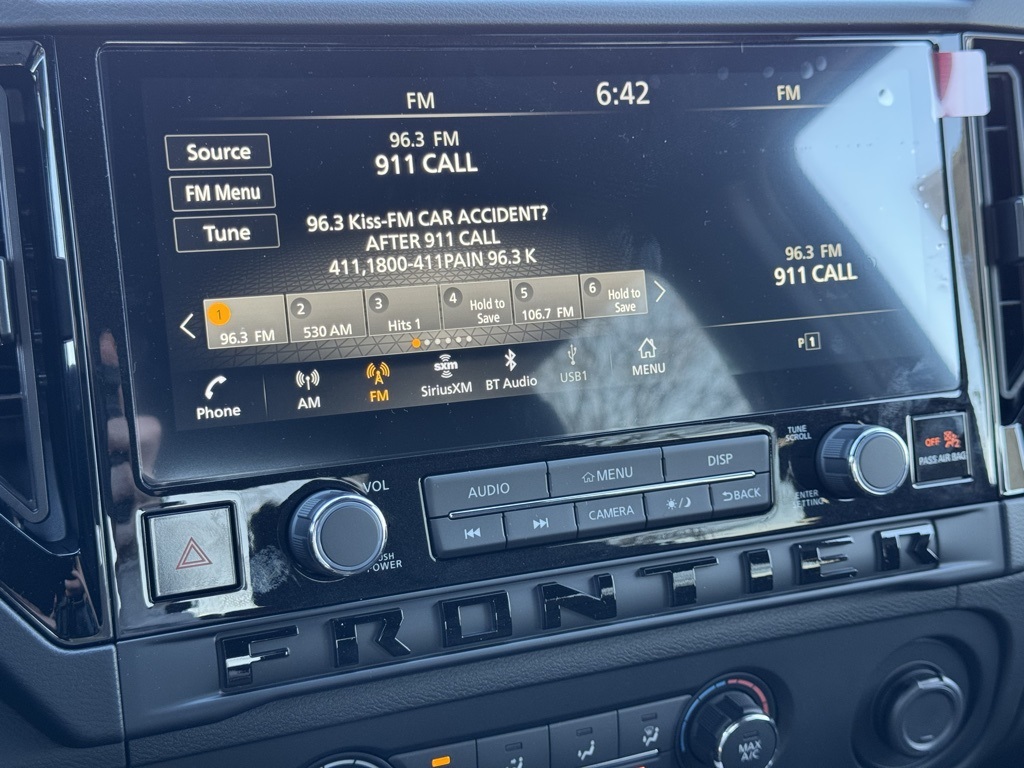 FM
6:42
FM
96.3 FM
911 CALL
Source
FM Menu
Tune
96.3 Kiss-FM CAR ACCIDENT?
AFTER 911 CALL
411,1800-411PAIN 96.3 K
96.3 FM
911 CALL
1 96.3 FM
2 530 AM
3 Hits 1
4 Hold to Save
5 106.7 FM
6 Hold to Save
P1
Phone
AM
FM
sxm
SiriusXM
BT Audio
USB1
MENU
VOL
PUSH
POWER
AUDIO
MENU
DISP
CAMERA
BACK
TUNE
SCROLL
ENTER
SETTING
OFF
PASS AIR BAG
FRONTIER
MAX
A/C